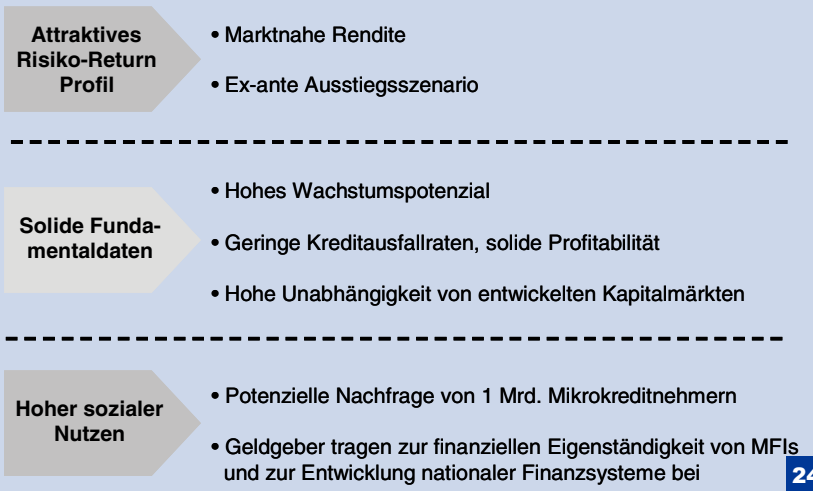 Attraktives
Risiko-Return
Profil
• Marktnahe Rendite
• Ex-ante Ausstiegsszenario
Solide Funda-
mentaldaten
• Hohes Wachstumspotenzial
• Geringe Kreditausfallraten, solide Profitabilität
• Hohe Unabhängigkeit von entwickelten Kapitalmärkten
Hoher sozialer
Nutzen
• Potenzielle Nachfrage von 1 Mrd. Mikrokreditnehmern
• Geldgeber tragen zur finanziellen Eigenständigkeit von MFIs
und zur Entwicklung nationaler Finanzsysteme bei
24